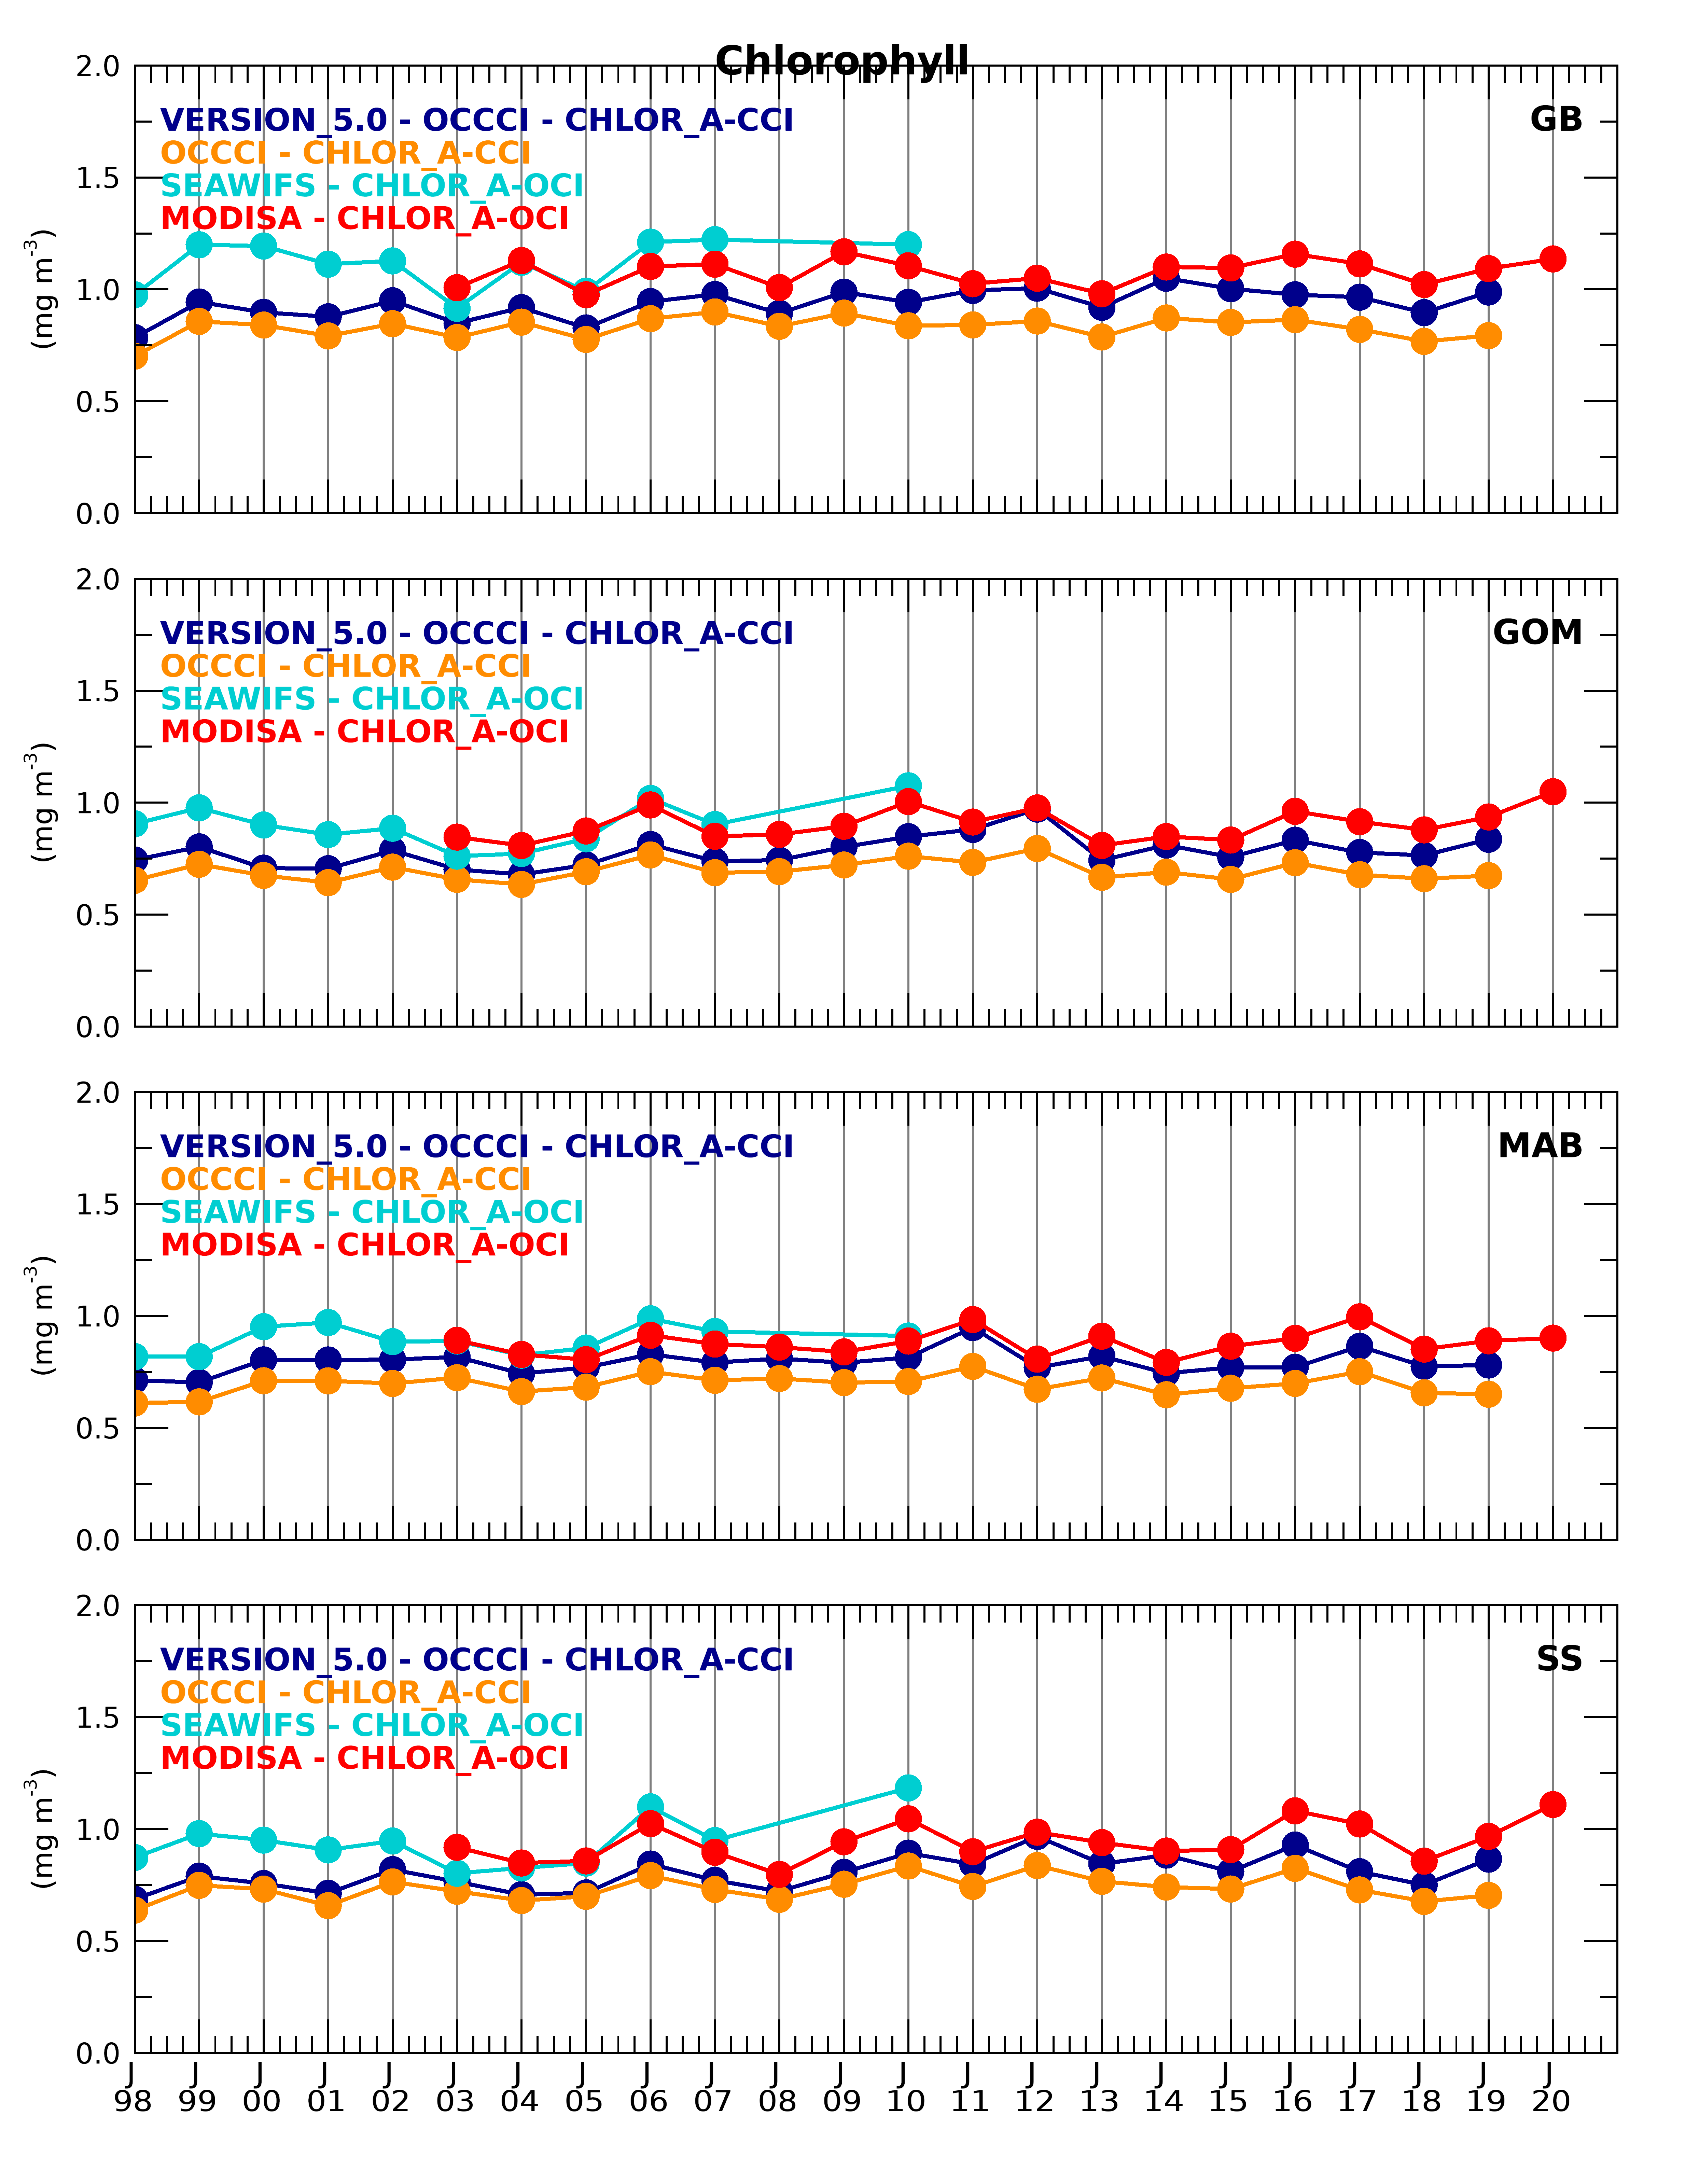 Chlorophyll
2.0
VERSION_5.0 - OCCCI - CHLOR_A-CCI
GB
OCCCI - CHLOR_A-CCI
1.5
SEAWIFS - CHLOR_A-OCI
MODISA - CHLOR_A-OCI
(mg m-3)
1.0
0.5
0.0
2.0
VERSION_5.0 - OCCCI - CHLOR_A-CCI
GOM
OCCCI - CHLOR_A-CCI
1.5
SEAWIFS - CHLOR_A-OCI
MODISA - CHLOR_A-OCI
(mg m-3)
1.0
0.5
0.0
2.0
VERSION_5.0 - OCCCI - CHLOR_A-CCI
MAB
OCCCI - CHLOR_A-CCI
1.5
SEAWIFS - CHLOR_A-OCI
MODISA - CHLOR_A-OCI
(mg m-3)
1.0
0.5
0.0
2.0
VERSION_5.0 - OCCCI - CHLOR_A-CCI
SS
OCCCI - CHLOR_A-CCI
1.5
SEAWIFS - CHLOR_A-OCI
MODISA - CHLOR_A-OCI
(mg m-3)
1.0
0.5
0.0
J J J J J J J J J J J J J J J J J J J J J J J
98 99 00 01 02 03 04 05 06 07 08 09 10 11 12 13 14 15 16 17 18 19 20